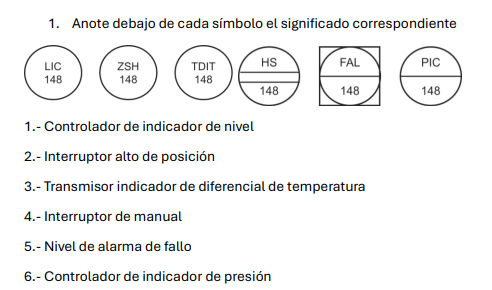 1. Anote debajo de cada símbolo el significado correspondiente
LIC ZSH TDIT HS FAL PIC
148 148 148 148 148 148
1.- Controlador de indicador de nivel
2.- Interruptor alto de posición
3.- Transmisor indicador de diferencial de temperatura
4.- Interruptor de manual
5.- Nivel de alarma de fallo
6.- Controlador de indicador de presión